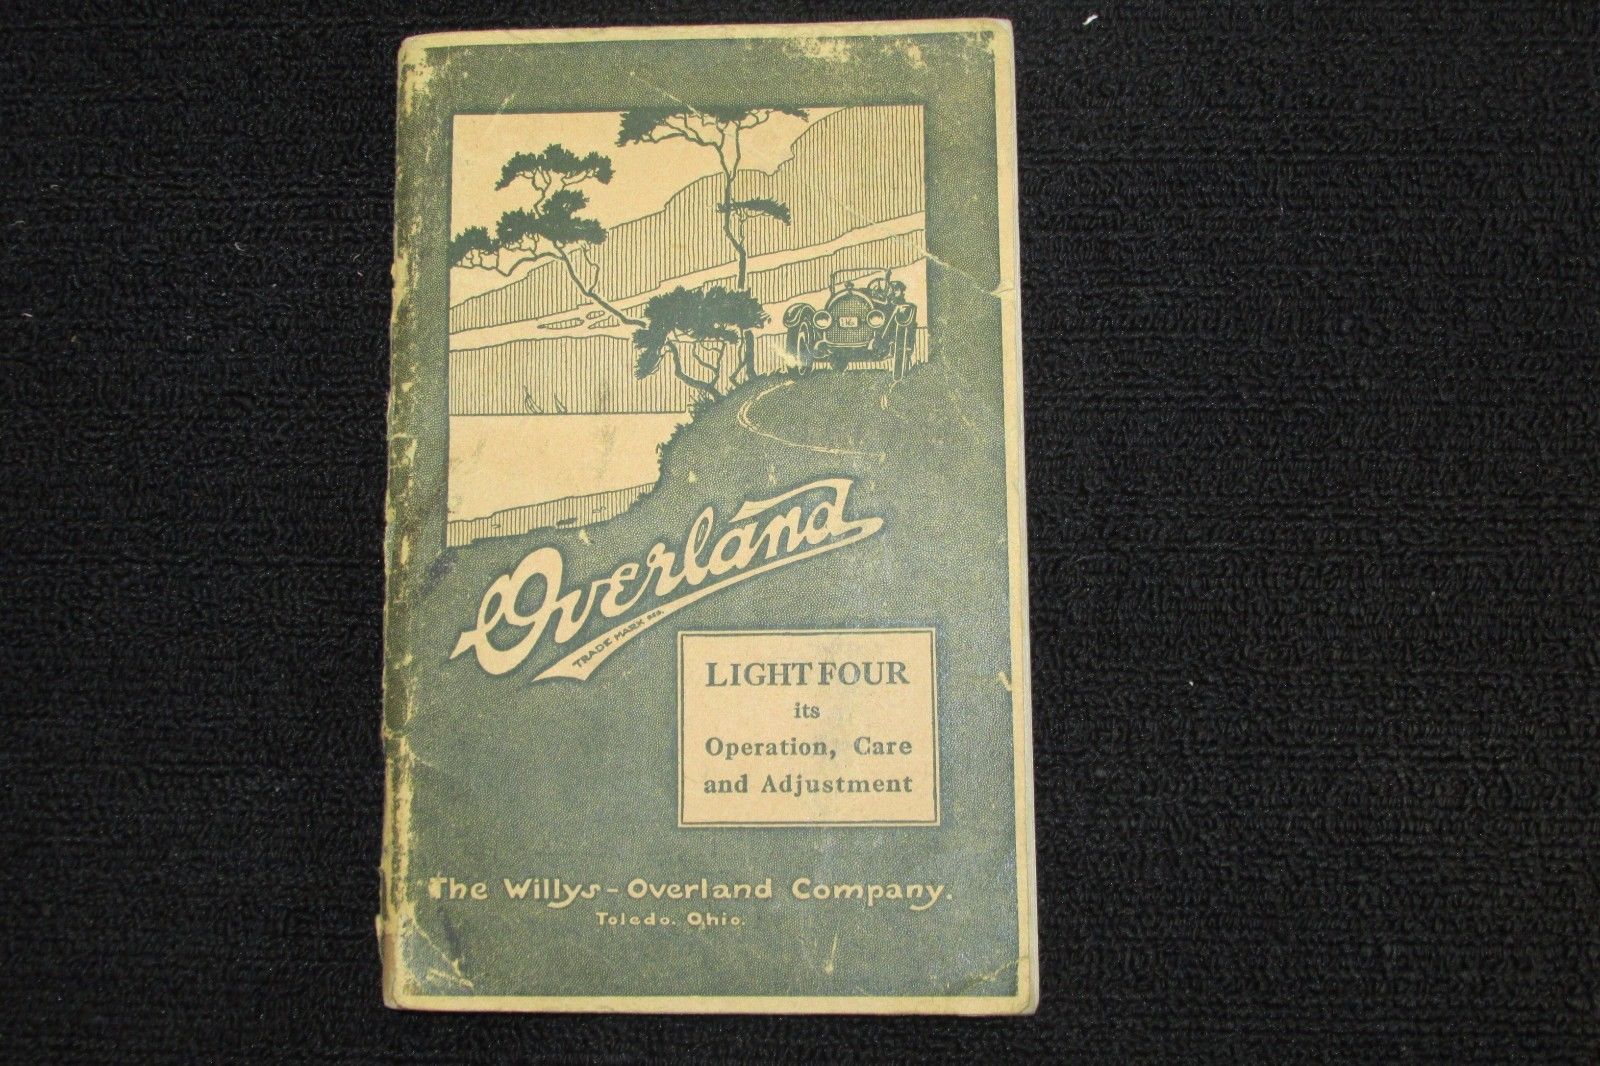 Overland
TRADE MARK REG.
LIGHT FOUR
its
Operation, Care
and Adjustment
The Willys-Overland Company.
Toledo. Ohio.